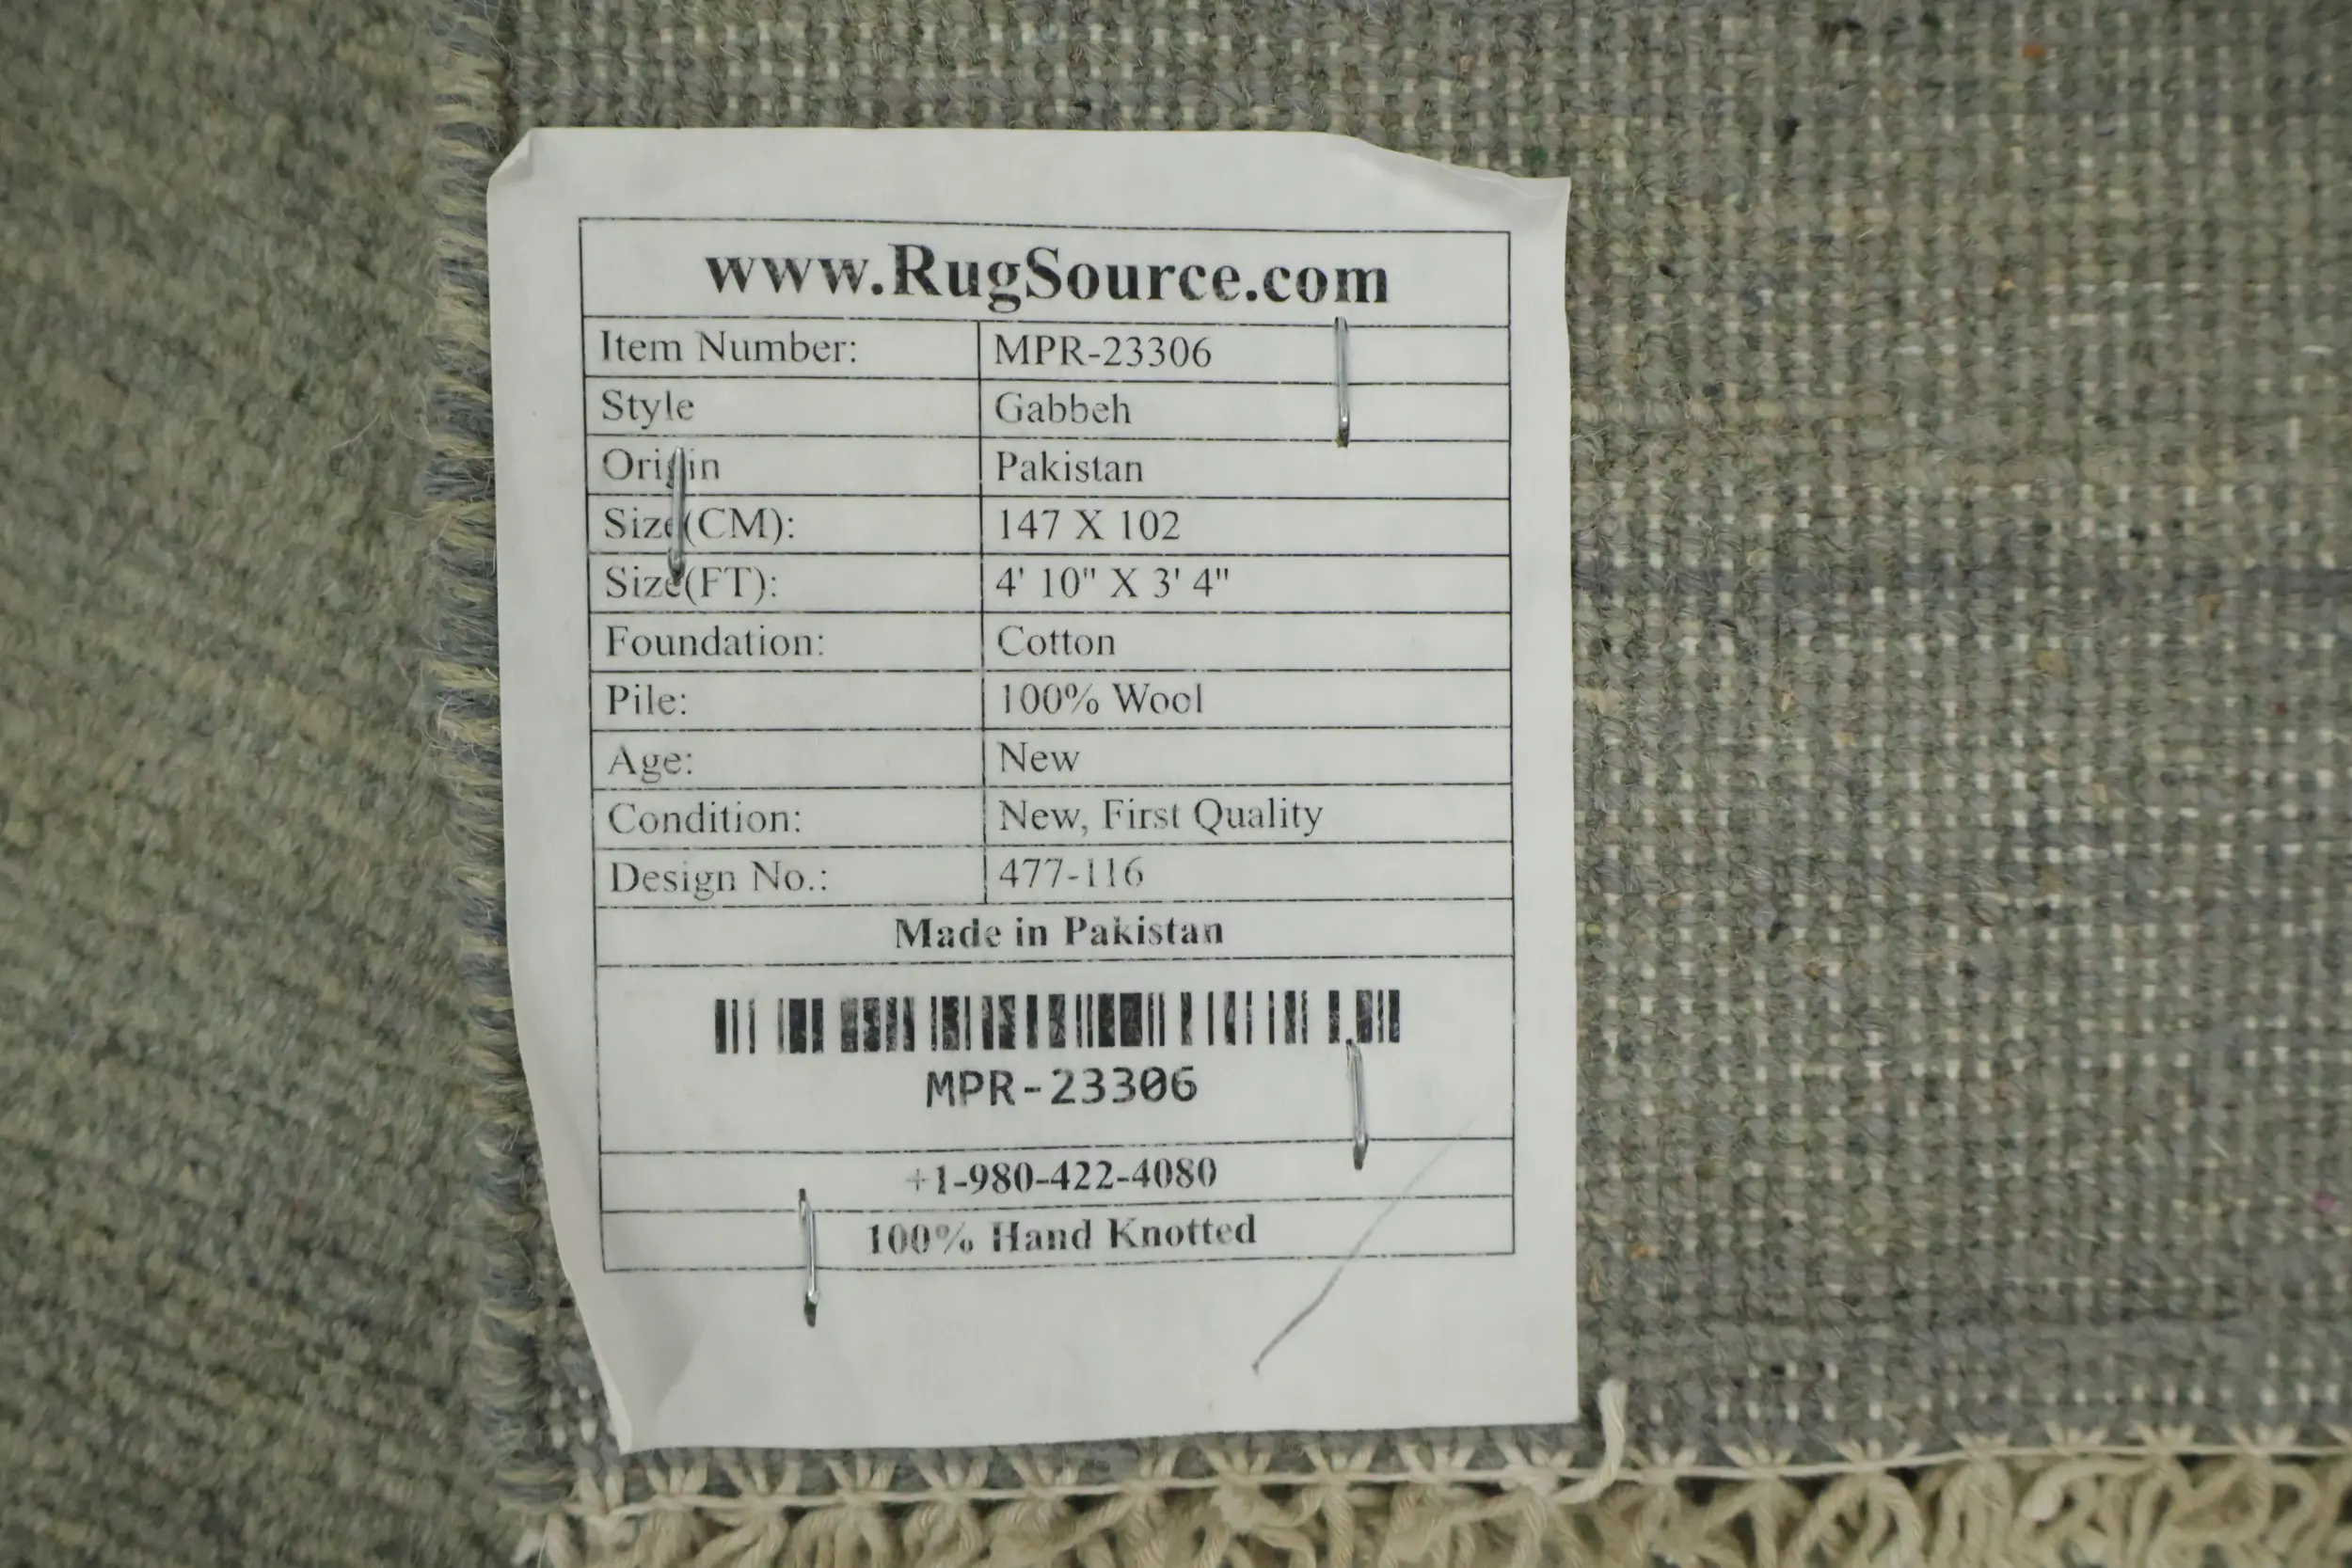 www.RugSource.com
Item Number: MPR-23306
Style Gabbeh
Origin Pakistan
Size(CM): 147 X 102
Size(FT): 4' 10" X 3' 4"
Foundation: Cotton
Pile: 100% Wool
Age: New
Condition: New, First Quality
Design No.: 477-116
Made in Pakistan
MPR-23306
+1-980-422-4080
100% Hand Knotted